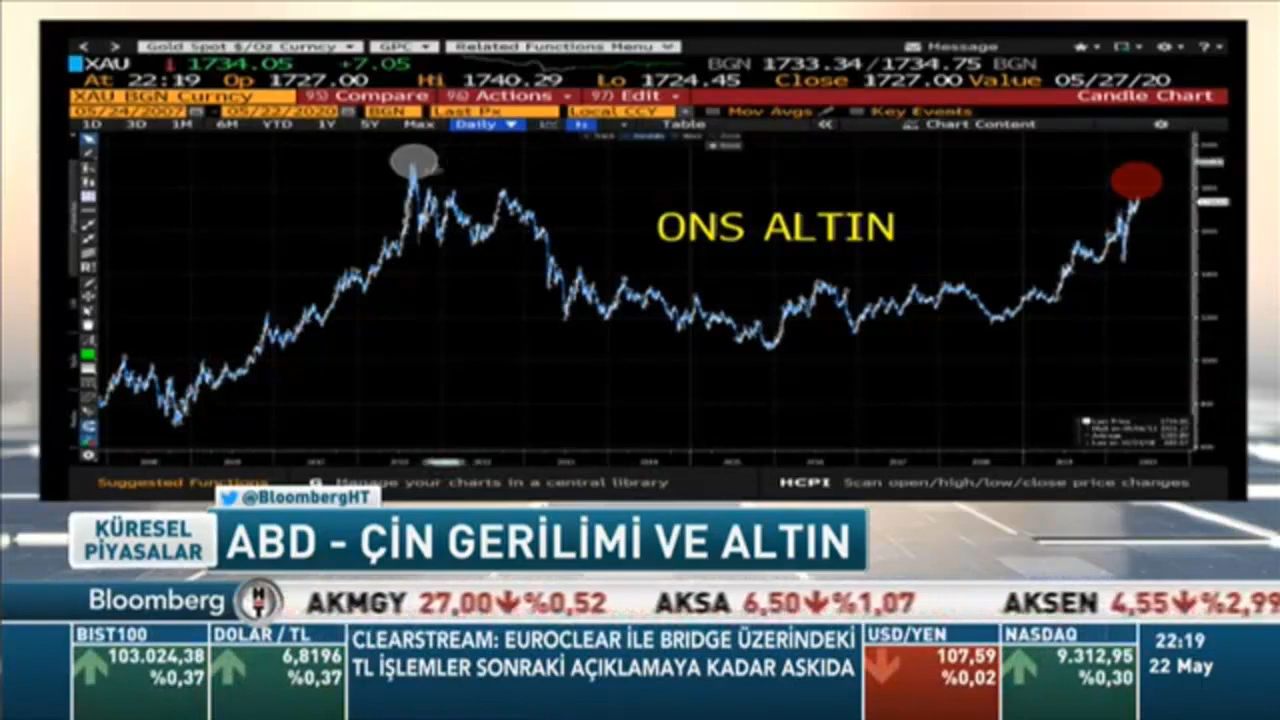 Gold Spot $/Oz Curncy GPC Related Functions Menu Message
XAU 1734.05 +7.05 BGN 1733.34/1734.75 BGN
At 22:19 Op 1727.00 Hi 1740.29 Lo 1724.45 Close 1727.00 Value 05/27/20
XAU BGN Curncy 95) Compare 96) Actions 97) Edit Candle Chart
05/24/2007 - 05/22/2020 BGN Last Px Local CCY Mov Avgs Key Events
1D 3D 1M 6M YTD 1Y 5Y Max Daily Table Chart Content
ONS ALTIN
Suggested Functions G Manage your charts in a central library HCPI Scan open/high/low/close price changes
@BloombergHT
KÜRESEL
PİYASALAR
ABD - ÇİN GERİLİMİ VE ALTIN
Bloomberg HT AKMGY 27,00 %0,52 AKSA 6,50 %1,07 AKSEN 4,55 %2,99
BIST100
103.024,38
%0,37
DOLAR / TL
6,8196
%0,37
CLEARSTREAM: EUROCLEAR İLE BRIDGE ÜZERİNDEKİ
TL İŞLEMLER SONRAKİ AÇIKLAMAYA KADAR ASKIDA
USD/YEN
107,59
%0,02
NASDAQ
9.312,95
%0,30
22:19
22 May